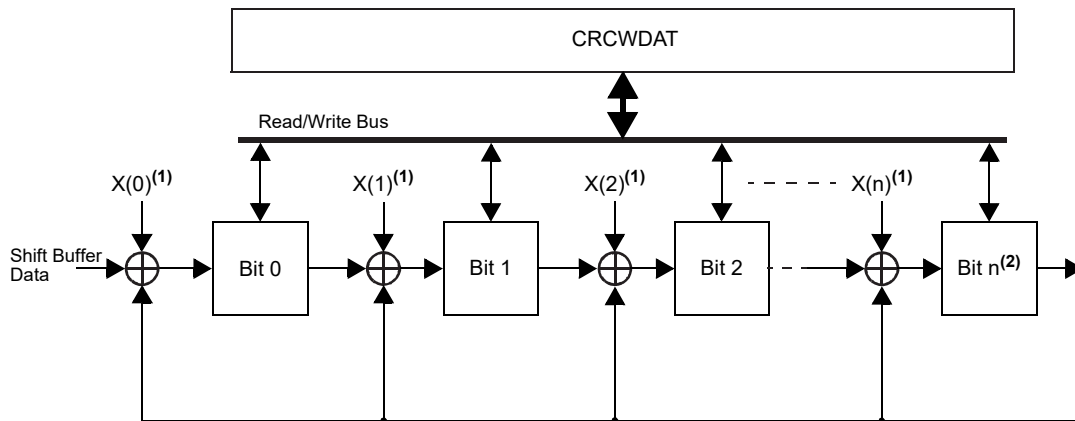 CRCWDAT
Read/Write Bus
X(0)(1) X(1)(1) X(2)(1) X(n)(1)
Shift Buffer
Data
Bit 0 Bit 1 Bit 2 Bit n(2)